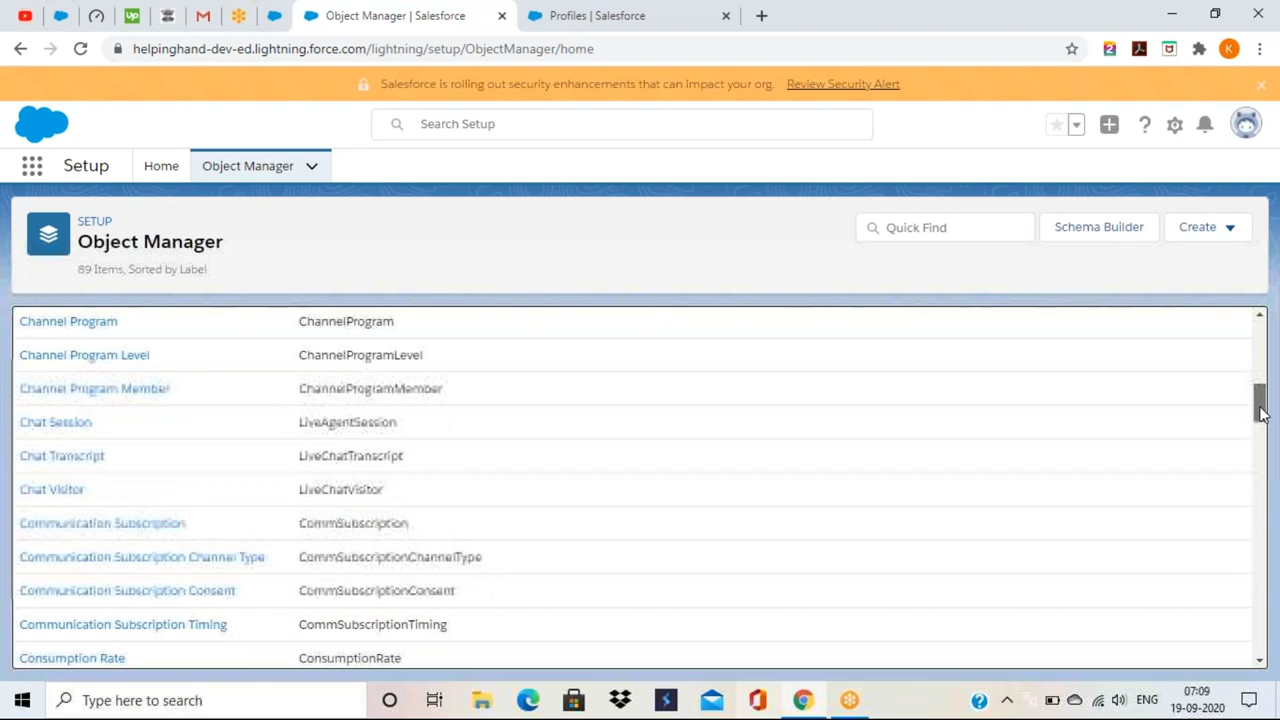 Object Manager | Salesforce
Profiles | Salesforce
helpinghand-dev-ed.lightning.force.com/lightning/setup/ObjectManager/home
Salesforce is rolling out security enhancements that can impact your org. Review Security Alert
Search Setup
Setup
Home
Object Manager
SETUP
Object Manager
89 Items, Sorted by Label
Quick Find
Schema Builder
Create
Channel Program ChannelProgram
Channel Program Level ChannelProgramLevel
Channel Program Member ChannelProgramMember
Chat Session LiveAgentSession
Chat Transcript LiveChatTranscript
Chat Visitor LiveChatVisitor
Communication Subscription CommSubscription
Communication Subscription Channel Type CommSubscriptionChannelType
Communication Subscription Consent CommSubscriptionConsent
Communication Subscription Timing CommSubscriptionTiming
Consumption Rate ConsumptionRate
Type here to search
ENG
07:09
19-09-2020